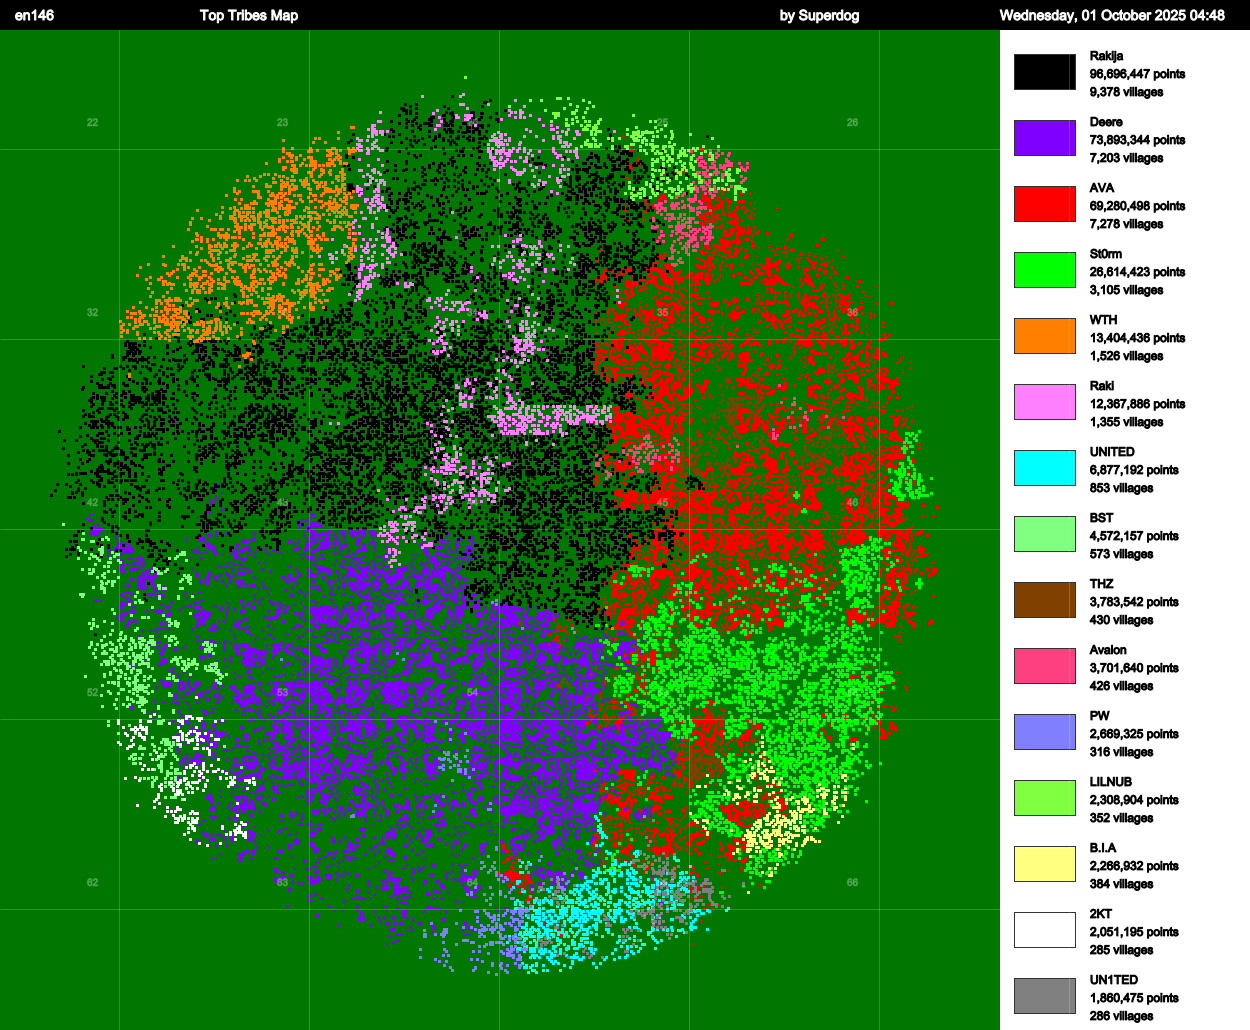 en146 Top Tribes Map by Superdog Wednesday, 01 October 2025 04:48
Rakija
96,696,447 points
9,378 villages
Deere
73,893,344 points
7,203 villages
AVA
69,280,498 points
7,278 villages
St0rm
26,614,423 points
3,105 villages
WTH
13,404,436 points
1,526 villages
Raki
12,367,886 points
1,355 villages
UNITED
6,877,192 points
853 villages
BST
4,572,157 points
573 villages
THZ
3,783,542 points
430 villages
Avalon
3,701,640 points
426 villages
PW
2,669,325 points
316 villages
LILNUB
2,308,904 points
352 villages
B.I.A
2,266,932 points
384 villages
2KT
2,051,195 points
285 villages
UN1TED
1,860,475 points
286 villages
22 23 25 26
32 35 36
42 43 45 46
52 53 54
62 63 64 66